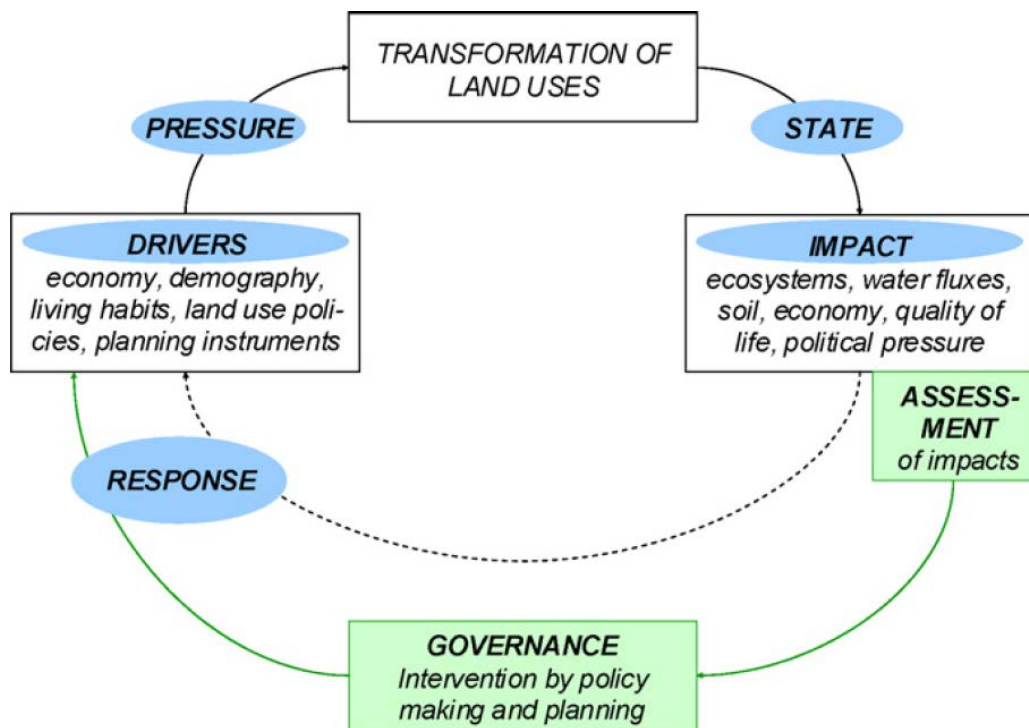 TRANSFORMATION OF
LAND USES
PRESSURE
STATE
DRIVERS
economy, demography,
living habits, land use poli-
cies, planning instruments
IMPACT
ecosystems, water fluxes,
soil, economy, quality of
life, political pressure
ASSESS-
MENT
of impacts
RESPONSE
GOVERNANCE
Intervention by policy
making and planning